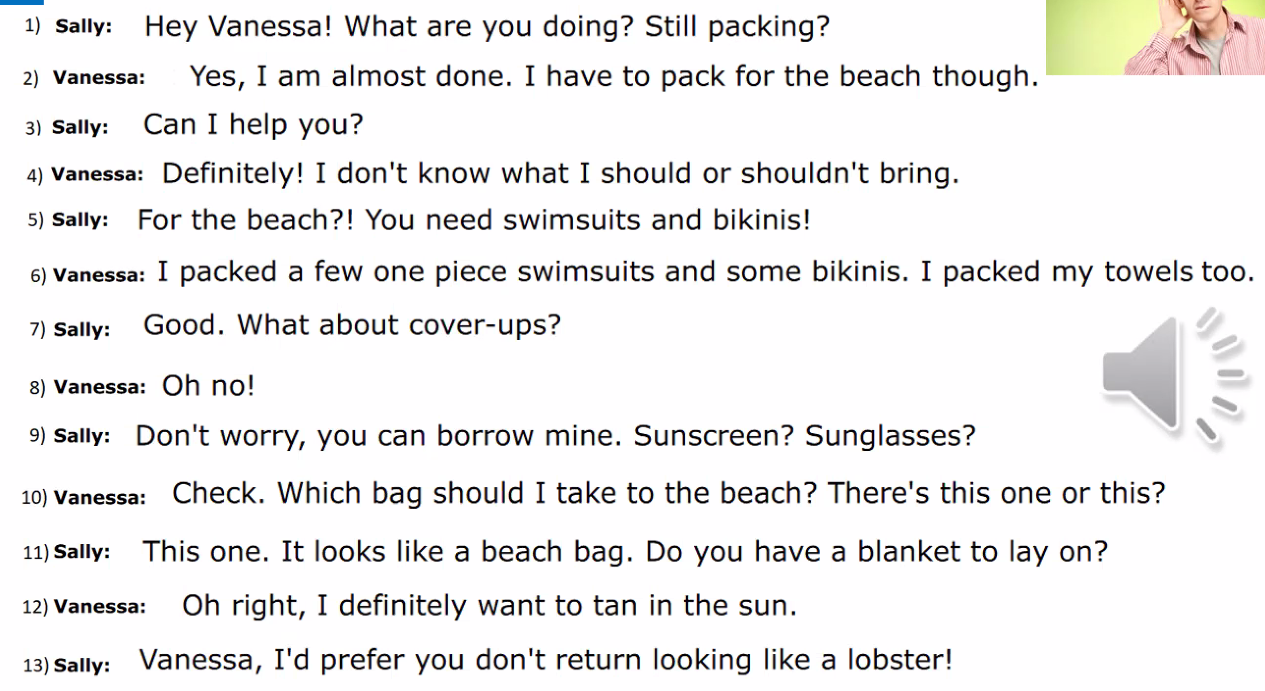 1) Sally: Hey Vanessa! What are you doing? Still packing?
2) Vanessa: Yes, I am almost done. I have to pack for the beach though.
3) Sally: Can I help you?
4) Vanessa: Definitely! I don't know what I should or shouldn't bring.
5) Sally: For the beach?! You need swimsuits and bikinis!
6) Vanessa: I packed a few one piece swimsuits and some bikinis. I packed my towels too.
7) Sally: Good. What about cover-ups?
8) Vanessa: Oh no!
9) Sally: Don't worry, you can borrow mine. Sunscreen? Sunglasses?
10) Vanessa: Check. Which bag should I take to the beach? There's this one or this?
11) Sally: This one. It looks like a beach bag. Do you have a blanket to lay on?
12) Vanessa: Oh right, I definitely want to tan in the sun.
13) Sally: Vanessa, I'd prefer you don't return looking like a lobster!